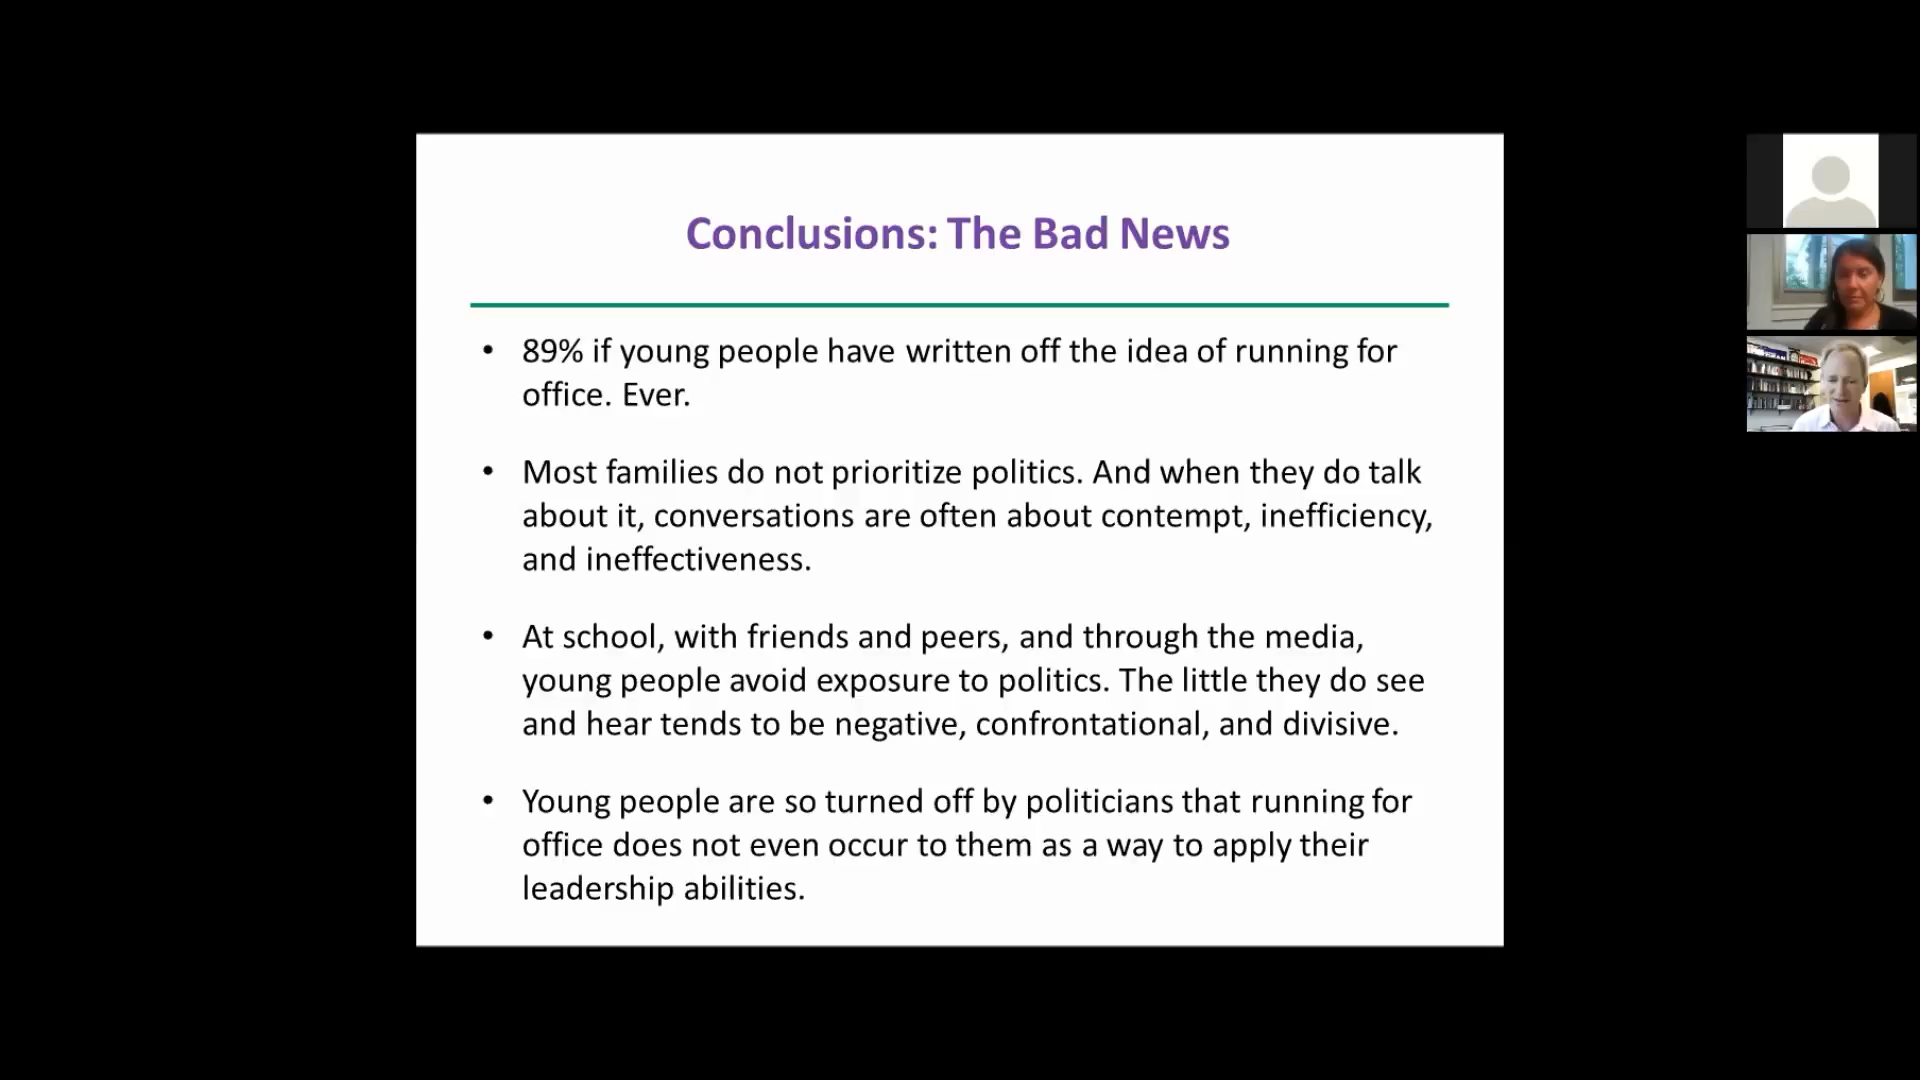 Conclusions: The Bad News
• 89% if young people have written off the idea of running for
office. Ever.
• Most families do not prioritize politics. And when they do talk
about it, conversations are often about contempt, inefficiency,
and ineffectiveness.
• At school, with friends and peers, and through the media,
young people avoid exposure to politics. The little they do see
and hear tends to be negative, confrontational, and divisive.
• Young people are so turned off by politicians that running for
office does not even occur to them as a way to apply their
leadership abilities.